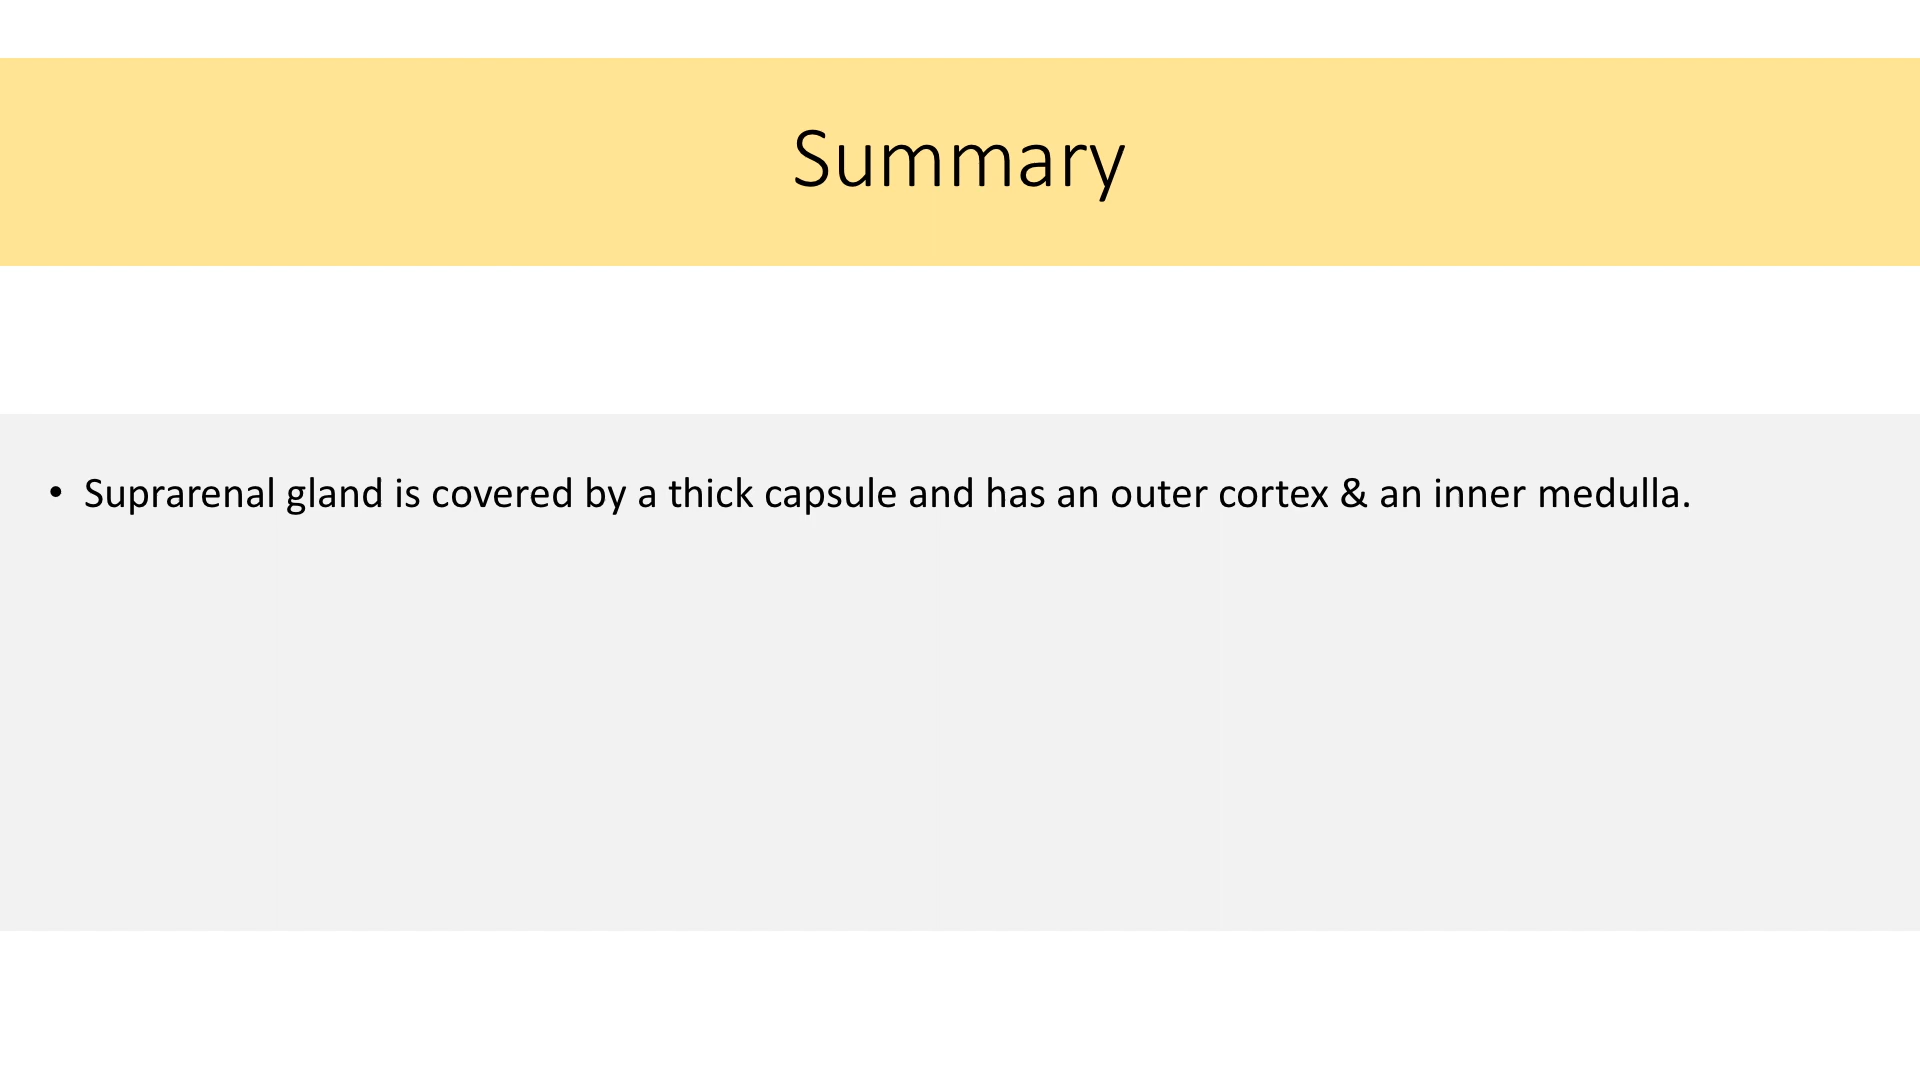 Summary
• Suprarenal gland is covered by a thick capsule and has an outer cortex & an inner medulla.